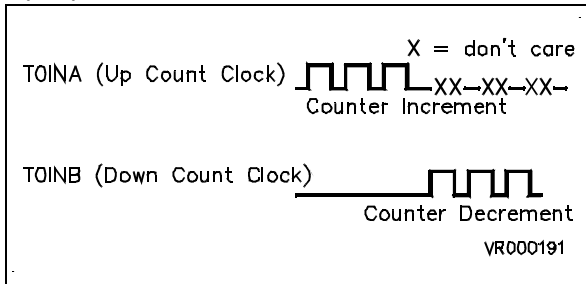 X = don't care
TOINA (Up Count Clock)
XX XX XX
Counter Increment
TOINB (Down Count Clock)
Counter Decrement
VR000191